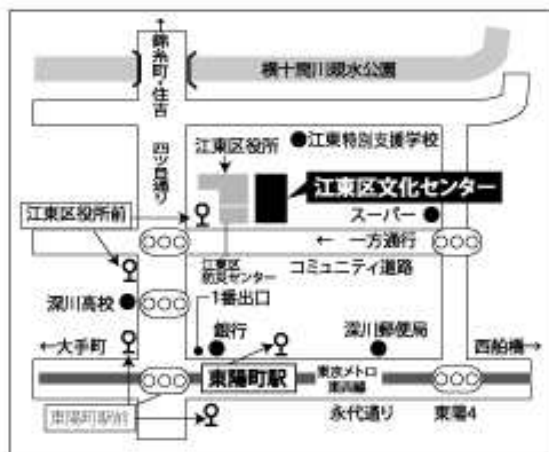 ↑錦糸町・住吉
横十間川親水公園
四ツ目通り
江東区役所
●江東特別支援学校
江東区文化センター
スーパー●
江東区役所前
← 一方通行
江東区
防災センター
コミュニティ道路
深川高校●
1番出口
●銀行
深川郵便局
←大手町
西船橋→
東陽町駅
東京メトロ
東西線
東陽町駅前
永代通り
東陽4